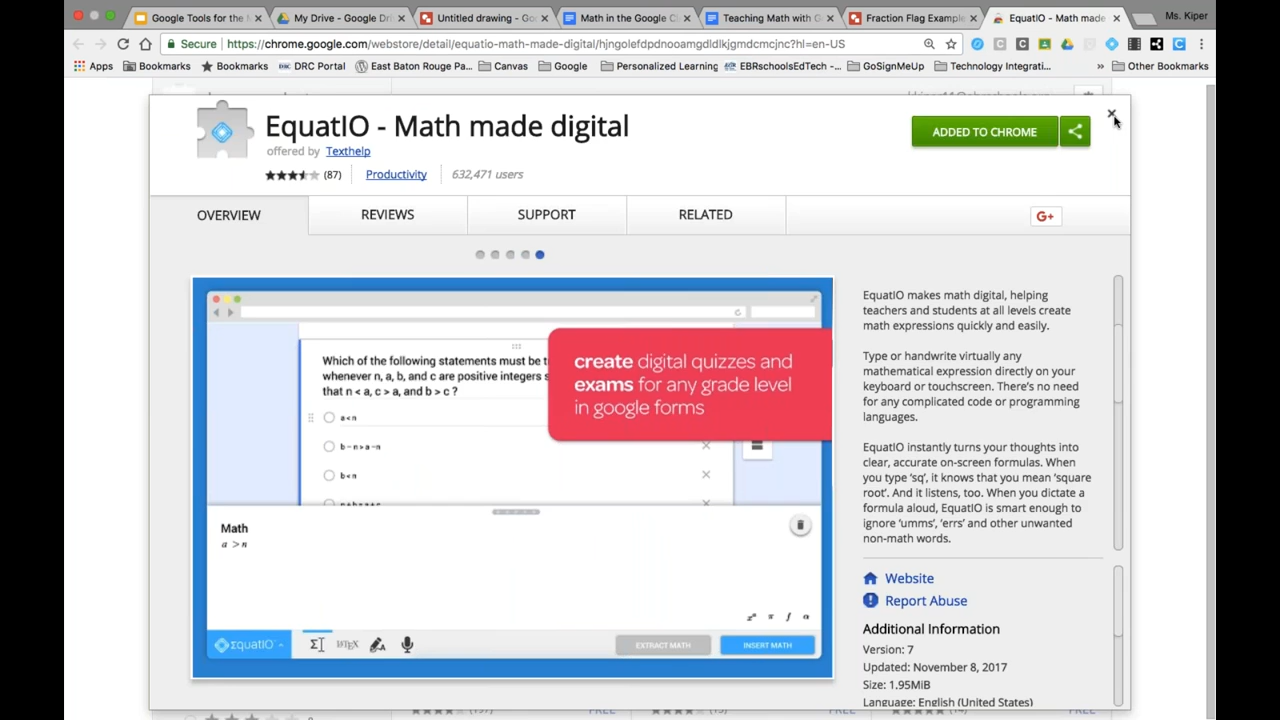 Google Tools for the M
My Drive - Google Dri
Untitled drawing - Goo
Math in the Google Cl
Teaching Math with G
Fraction Flag Example
EquatIO - Math made
Ms. Kiper
Secure
https://chrome.google.com/webstore/detail/equatio-math-made-digital/hjngolefdpdnooamgdldlkjgmdcmcjnc?hl=en-US
Apps
Bookmarks
Bookmarks
DRC Portal
East Baton Rouge Pa...
Canvas
Google
Personalized Learning
EBRschoolsEdTech -...
GoSignMeUp
Technology Integrati...
»
Other Bookmarks
EquatIO - Math made digital
offered by Texthelp
(87)
Productivity
632,471 users
ADDED TO CHROME
OVERVIEW
REVIEWS
SUPPORT
RELATED
G+
Which of the following statements must be t
whenever n, a, b, and c are positive integers s
that n < a, c > a, and b > c ?
a<n
b−n>a−n
b<n
create digital quizzes and
exams for any grade level
in google forms
Math
a > n
EquatIO
LATEX
EXTRACT MATH
INSERT MATH
EquatIO makes math digital, helping
teachers and students at all levels create
math expressions quickly and easily.
Type or handwrite virtually any
mathematical expression directly on your
keyboard or touchscreen. There's no need
for any complicated code or programming
languages.
EquatIO instantly turns your thoughts into
clear, accurate on-screen formulas. When
you type 'sq', it knows that you mean 'square
root'. And it listens, too. When you dictate a
formula aloud, EquatIO is smart enough to
ignore 'umms', 'errs' and other unwanted
non-math words.
Website
Report Abuse
Additional Information
Version: 7
Updated: November 8, 2017
Size: 1.95MiB
Language: English (United States)
FREE
FREE
FREE